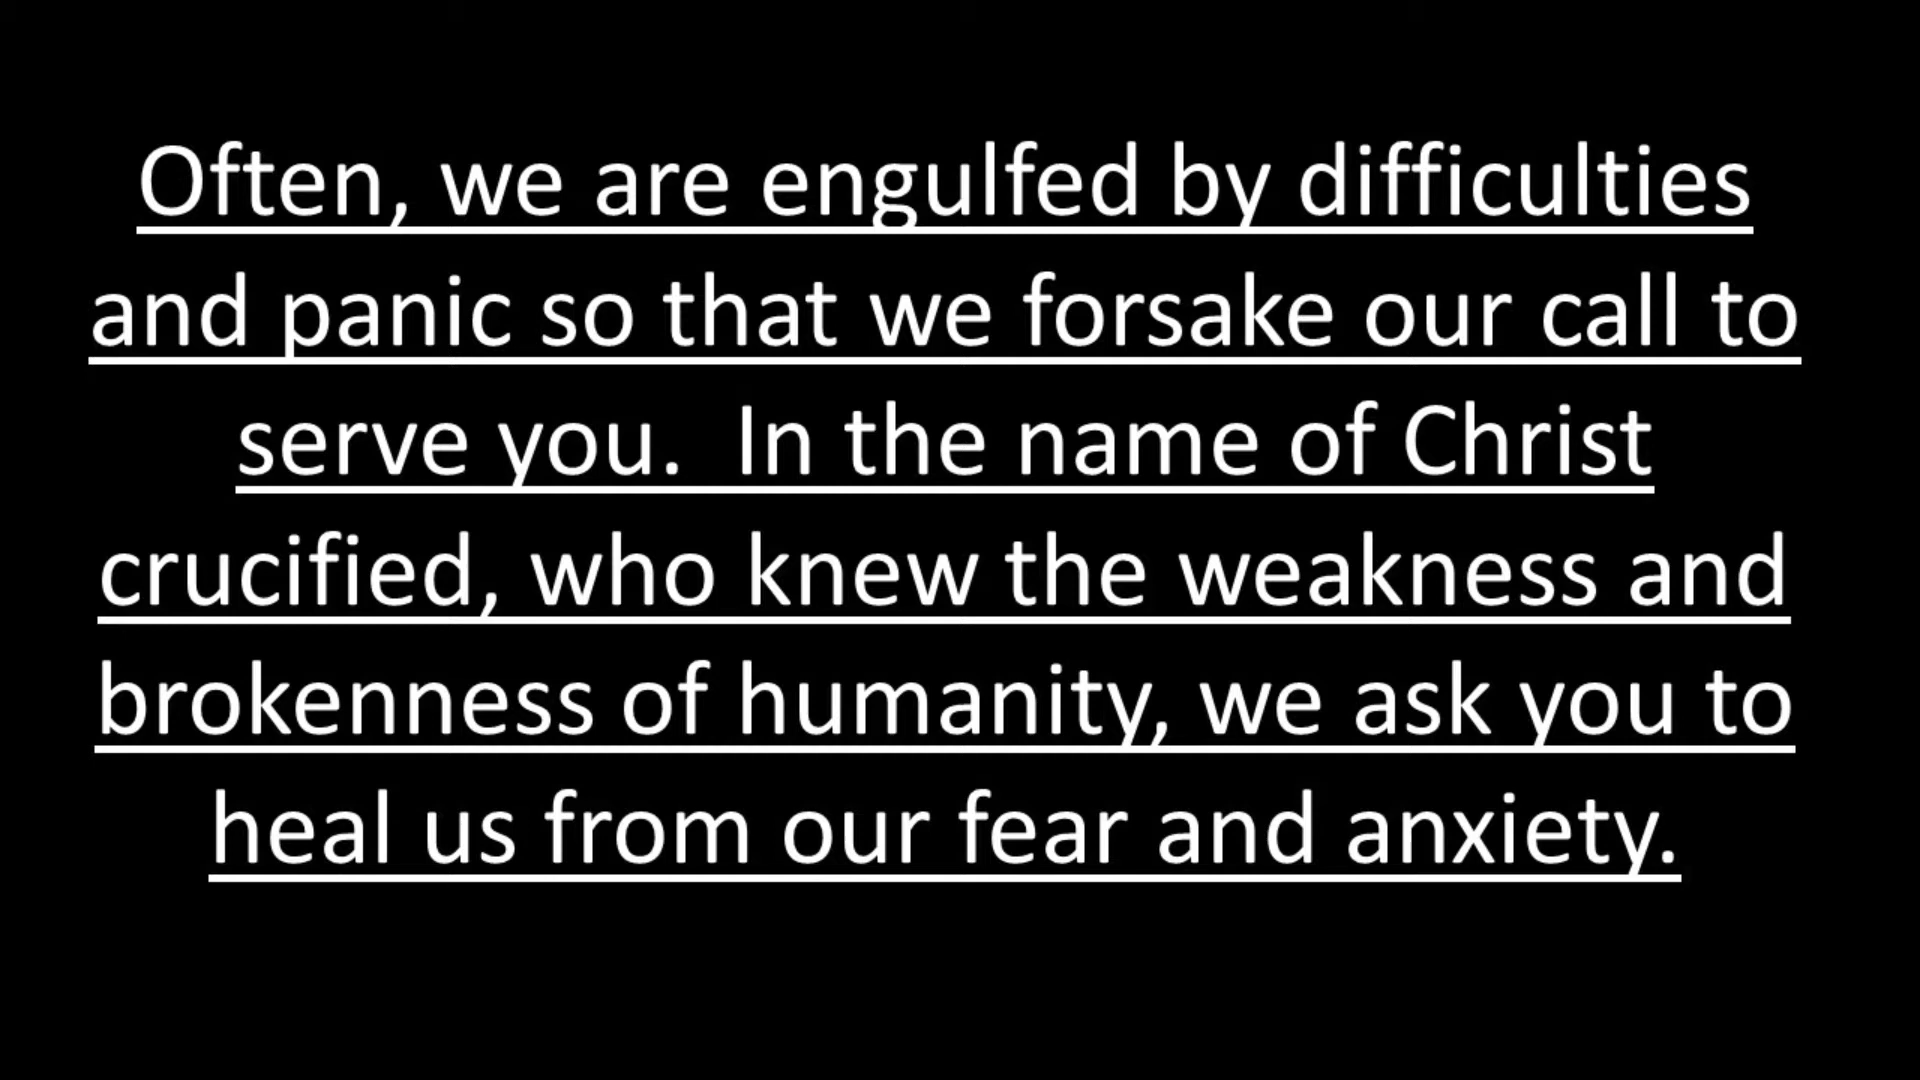 Often, we are engulfed by difficulties
and panic so that we forsake our call to
serve you.  In the name of Christ
crucified, who knew the weakness and
brokenness of humanity, we ask you to
heal us from our fear and anxiety.